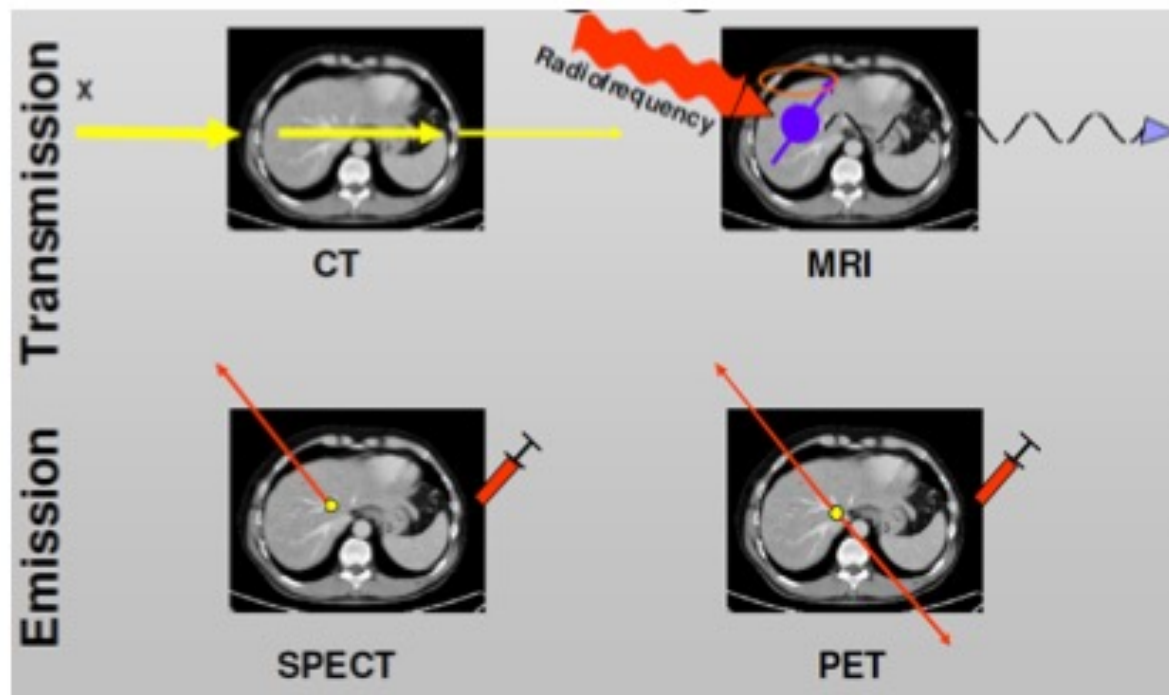 Transmission
x
Radiofrequency
CT
MRI
Emission
SPECT
PET